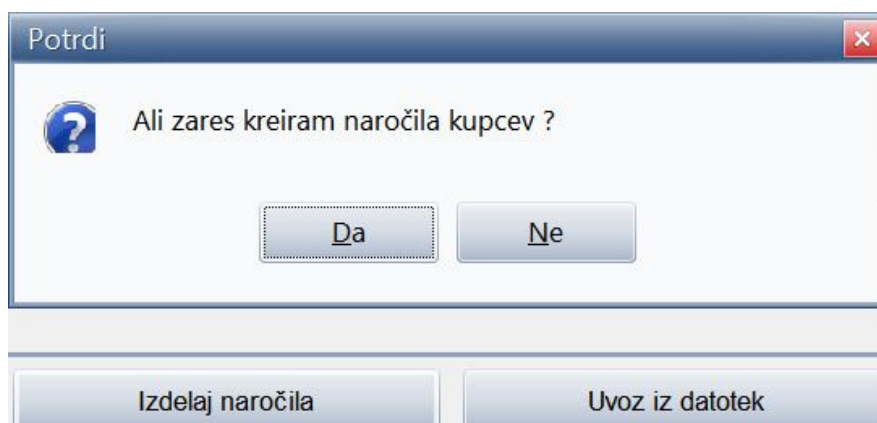 Potrdi
Ali zares kreiram naročila kupcev ?
Da
Ne
Izdelaj naročila
Uvoz iz datotek